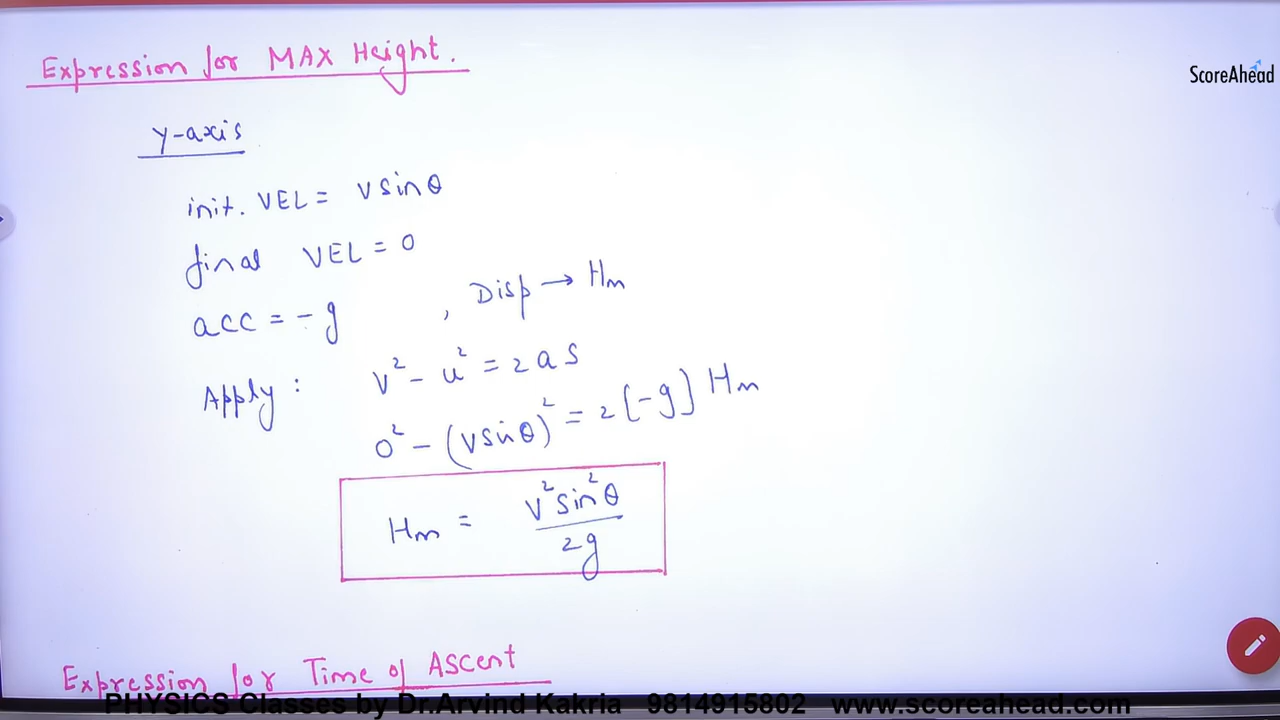 Expression for MAX Height.
ScoreAhead
y-axis
init. VEL = v sinθ
final VEL = 0
acc = -g , Disp → Hm
Apply : v² - u² = 2 a s
0² - (v sinθ)² = 2 [-g] Hm
Hm = v² sin² θ / 2g
Expression for Time of ASCent
PHYSICS Classes by Dr.Arvind Kakria 9814915802 www.scoreahead.com